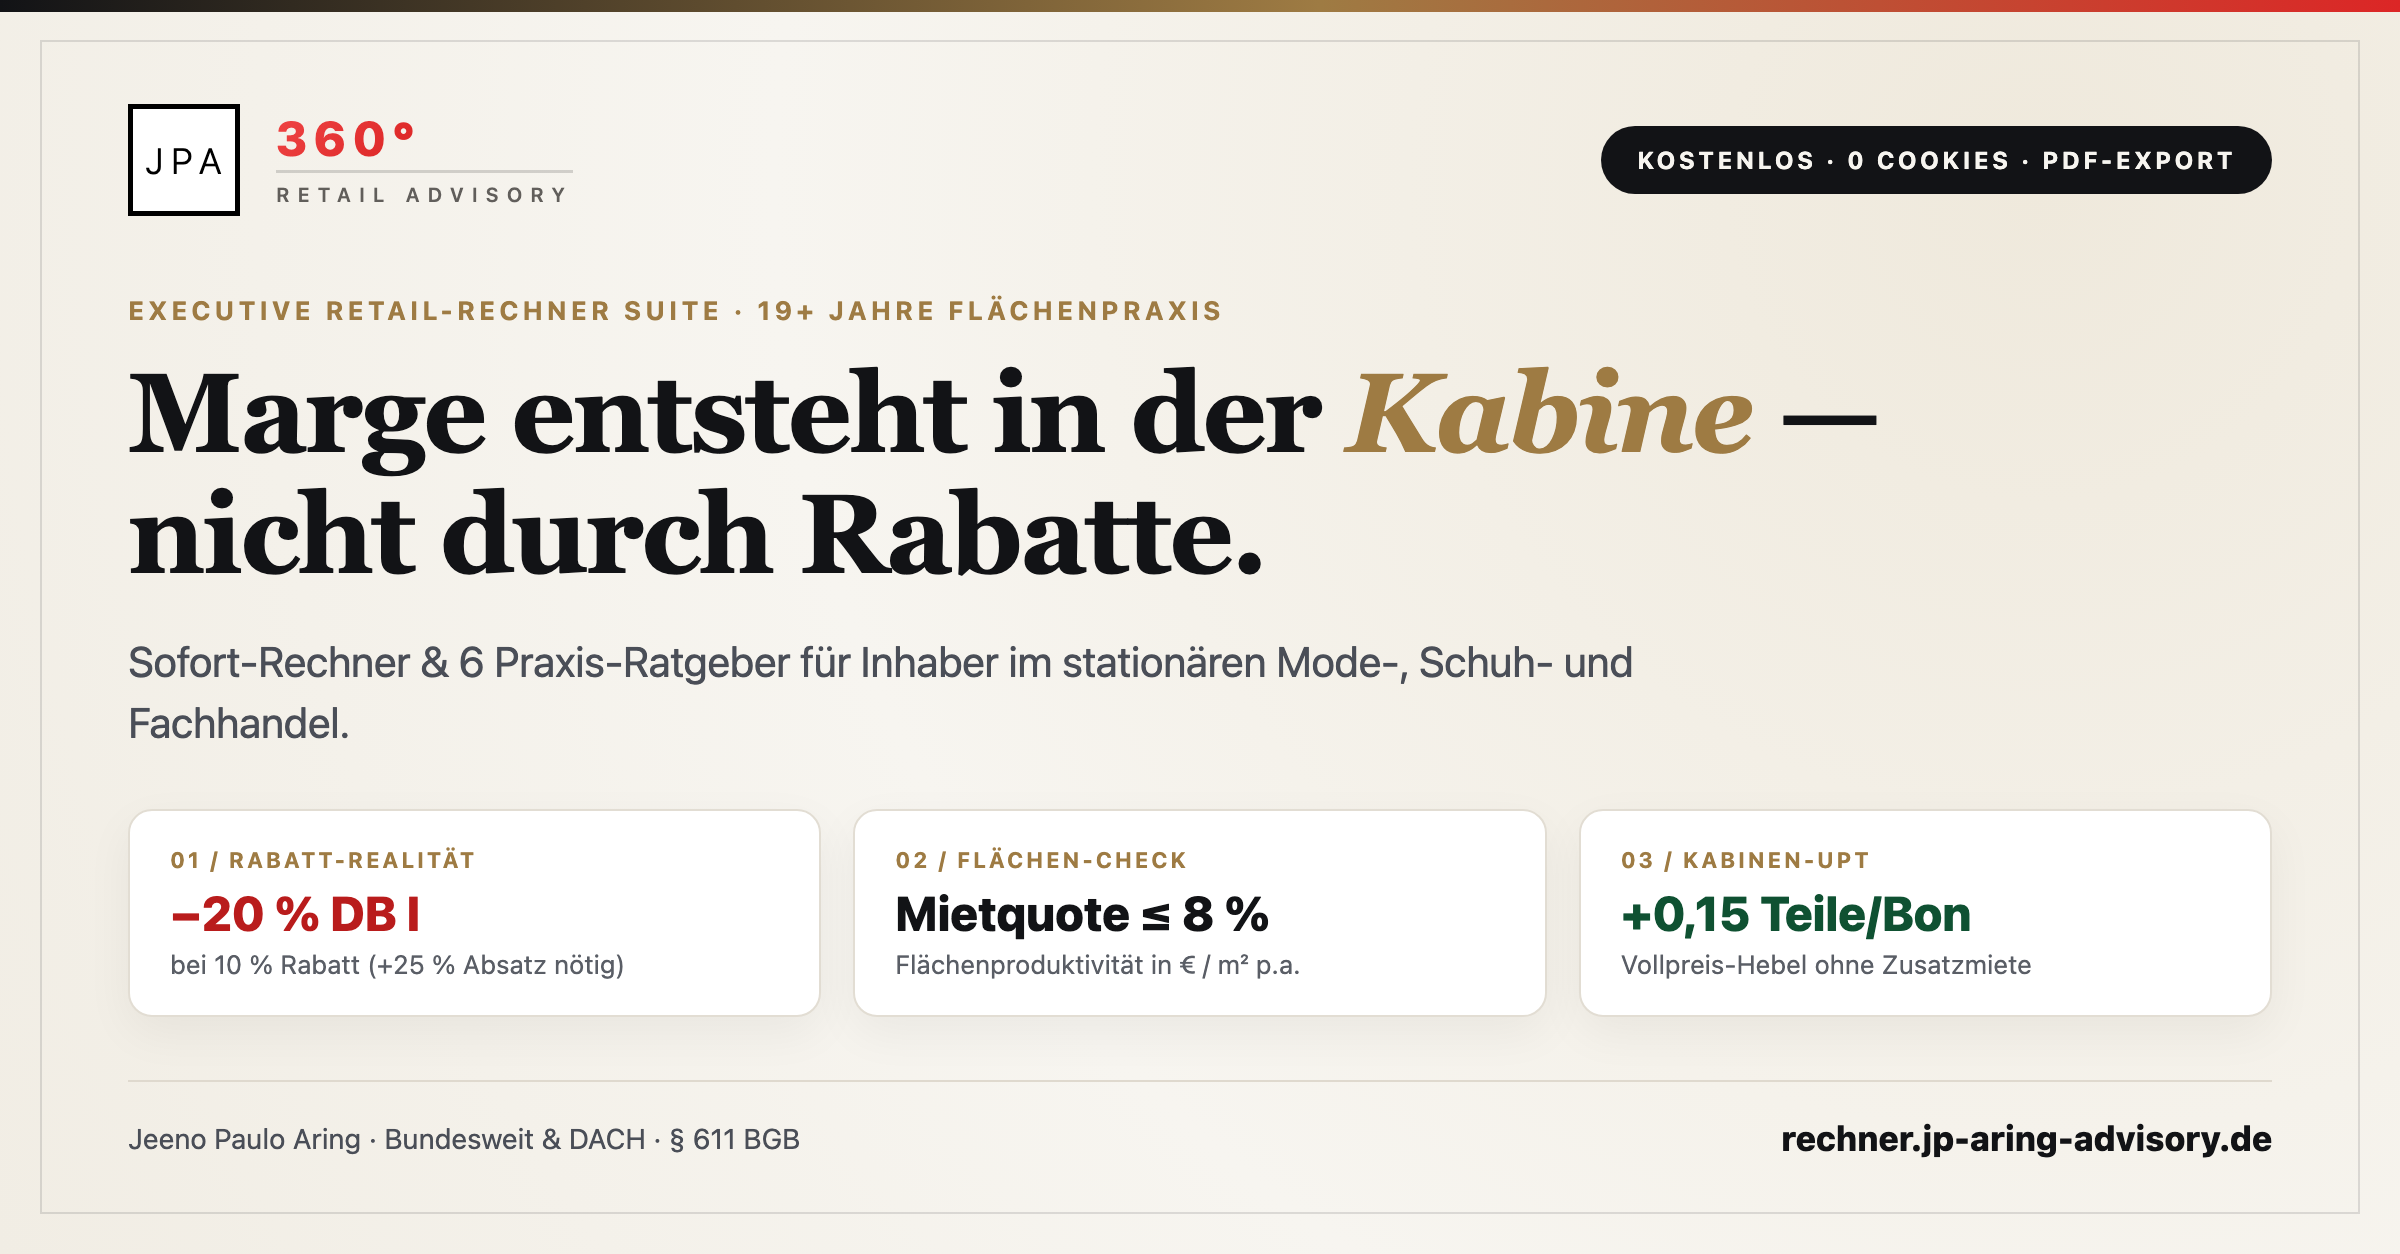 JPA
360°
RETAIL ADVISORY
KOSTENLOS · 0 COOKIES · PDF-EXPORT
EXECUTIVE RETAIL-RECHNER SUITE · 19+ JAHRE FLÄCHENPRAXIS
Marge entsteht in der Kabine —
nicht durch Rabatte.
Sofort-Rechner & 6 Praxis-Ratgeber für Inhaber im stationären Mode-, Schuh- und
Fachhandel.
01 / RABATT-REALITÄT
−20 % DB I
bei 10 % Rabatt (+25 % Absatz nötig)
02 / FLÄCHEN-CHECK
Mietquote ≤ 8 %
Flächenproduktivität in € / m² p.a.
03 / KABINEN-UPT
+0,15 Teile/Bon
Vollpreis-Hebel ohne Zusatzmiete
Jeeno Paulo Aring · Bundesweit & DACH · § 611 BGB
rechner.jp-aring-advisory.de